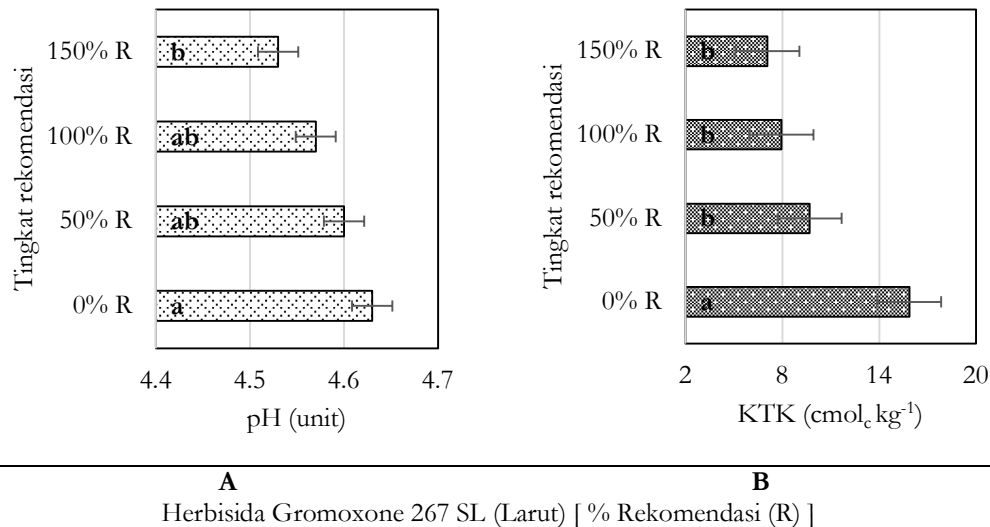 Tingkat rekomendasi
150% R
b
100% R
ab
50% R
ab
0% R
a
4.4 4.5 4.6 4.7
pH (unit)
Tingkat rekomendasi
150% R
b
100% R
b
50% R
b
0% R
a
2 8 14 20
KTK (cmolc kg-1)
A B
Herbisida Gromoxone 267 SL (Larut) [ % Rekomendasi (R) ]